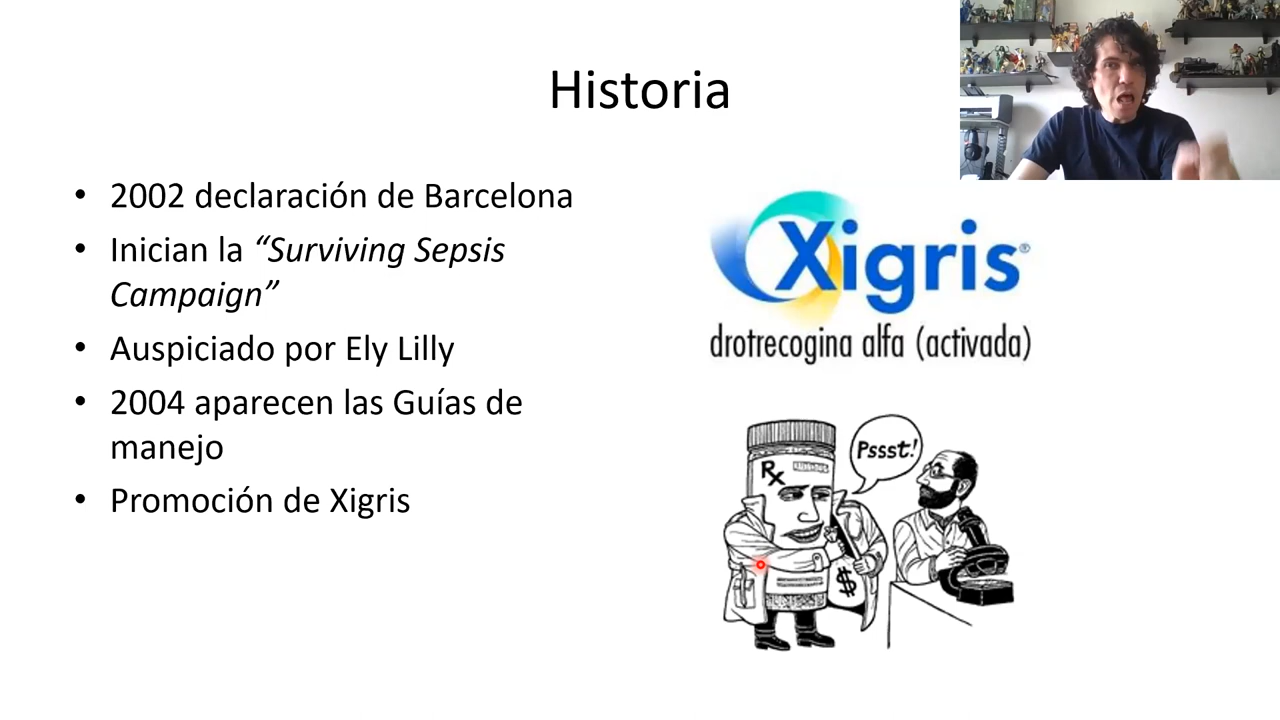 Historia
• 2002 declaración de Barcelona
• Inician la “Surviving Sepsis
Campaign”
• Auspiciado por Ely Lilly
• 2004 aparecen las Guías de
manejo
• Promoción de Xigris
Xigris®
drotrecogina alfa (activada)
Pssst!
Rx
$